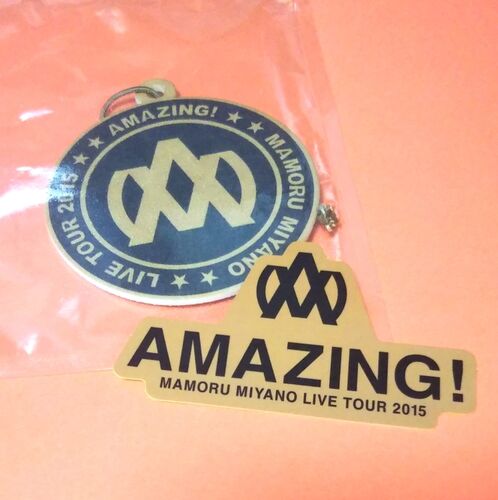 ★★ AMAZING! ★★ MAMORU MIYANO ★★ LIVE TOUR 2015
AMAZING!
MAMORU MIYANO LIVE TOUR 2015